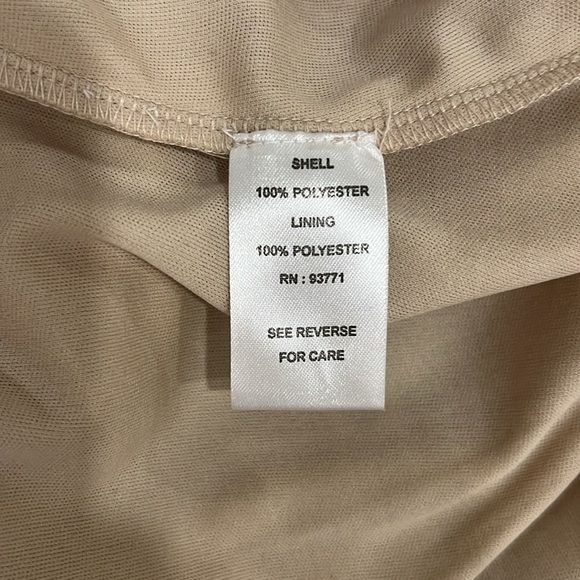 SHELL
100% POLYESTER
LINING
100% POLYESTER
RN : 93771
SEE REVERSE
FOR CARE